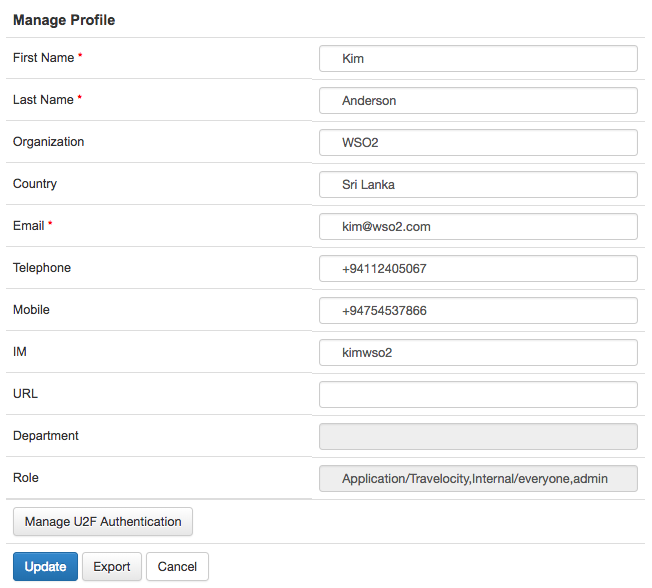 Manage Profile
First Name * Kim
Last Name * Anderson
Organization WSO2
Country Sri Lanka
Email * kim@wso2.com
Telephone +94112405067
Mobile +94754537866
IM kimwso2
URL
Department
Role Application/Travelocity,Internal/everyone,admin
Manage U2F Authentication
Update Export Cancel